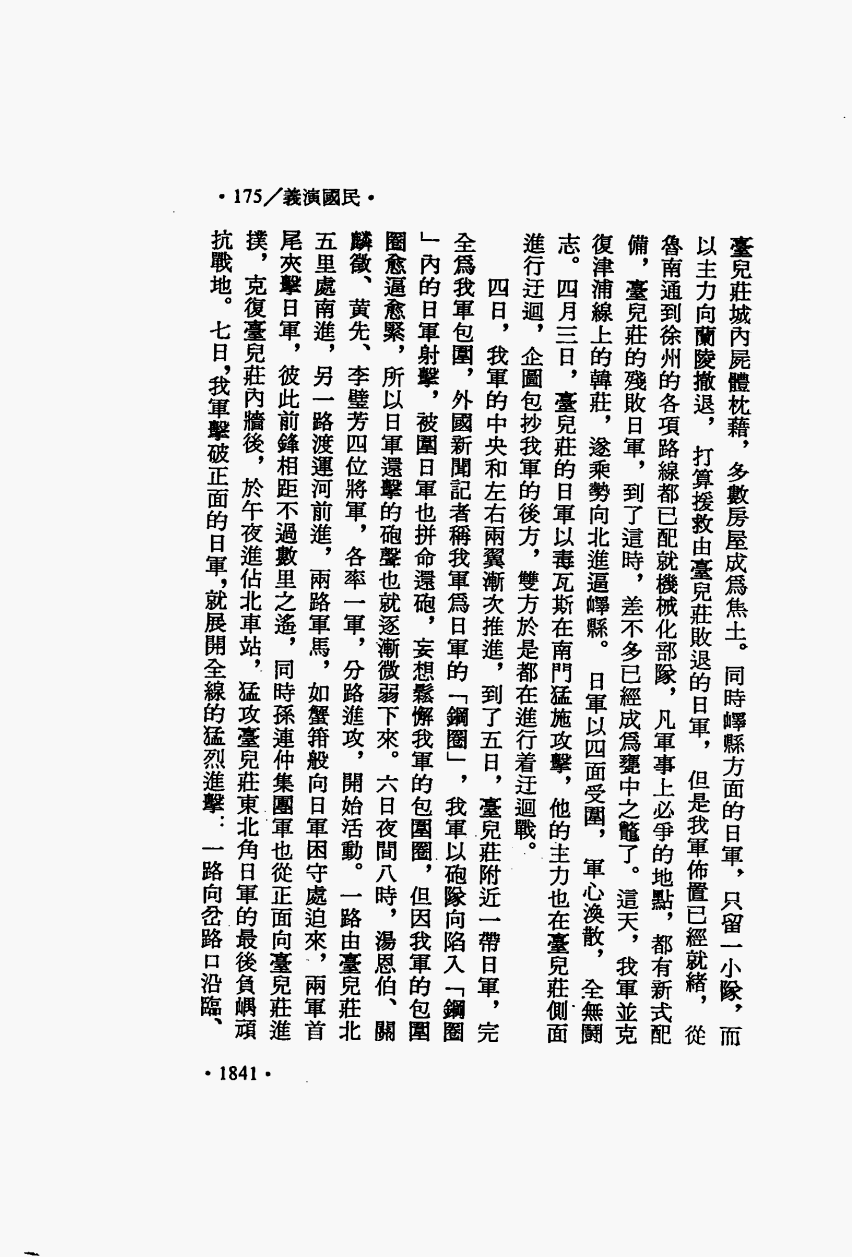 •175／義演國民•
臺兒莊城內屍體枕藉，多數房屋成爲焦土。同時嶧縣方面的日軍，只留一小隊，而
以主力向蘭陵撤退，打算援救由臺兒莊敗退的日軍，但是我軍佈置已經就緒，從
魯南通到徐州的各項路線都已配就機械化部隊，凡軍事上必爭的地點，都有新式配
備，臺兒莊的殘敗日軍，到了這時，差不多已經成爲甕中之鼈了。這天，我軍並克
復津浦線上的韓莊，遂乘勢向北進逼嶧縣。日軍以四面受圍，軍心渙散，全無鬭
志。四月三日，臺兒莊的日軍以毒瓦斯在南門猛施攻擊，他的主力也在臺兒莊側面
進行迂迴，企圖包抄我軍的後方，雙方於是都在進行着迂迴戰。
四日，我軍的中央和左右兩翼漸次推進，到了五日，臺兒莊附近一帶日軍，完
全爲我軍包圍，外國新聞記者稱我軍爲日軍的「鋼圈」，我軍以砲隊向陷入「鋼圈
」內的日軍射擊，被圍日軍也拼命還砲，妄想鬆懈我軍的包圍圈，但因我軍的包圍
圈愈逼愈緊，所以日軍還擊的砲聲也就逐漸微弱下來。六日夜間八時，湯恩伯、關
麟徵、黃先、李璧芳四位將軍，各率一軍，分路進攻，開始活動。一路由臺兒莊北
五里處南進，另一路渡運河前進，兩路軍馬，如蟹箝般向日軍困守處迫來，兩軍首
尾夾擊日軍，彼此前鋒相距不過數里之遙，同時孫連仲集團軍也從正面向臺兒莊進
撲，克復臺兒莊內牆後，於午夜進佔北車站，猛攻臺兒莊東北角日軍的最後負嵎頑
抗戰地。七日，我軍擊破正面的日軍，就展開全線的猛烈進擊：一路向岔路口沿臨、
•1841•